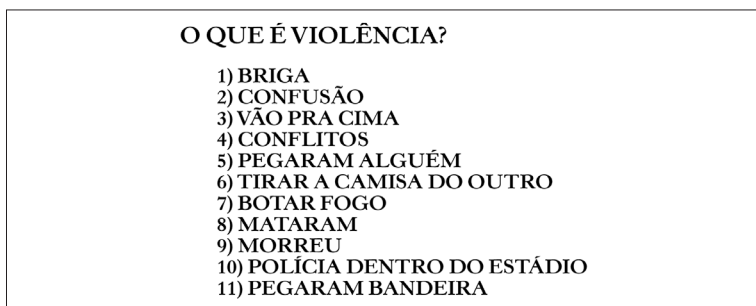 O QUE É VIOLÊNCIA?
1) BRIGA
2) CONFUSÃO
3) VÃO PRA CIMA
4) CONFLITOS
5) PEGARAM ALGUÉM
6) TIRAR A CAMISA DO OUTRO
7) BOTAR FOGO
8) MATARAM
9) MORREU
10) POLÍCIA DENTRO DO ESTÁDIO
11) PEGARAM BANDEIRA